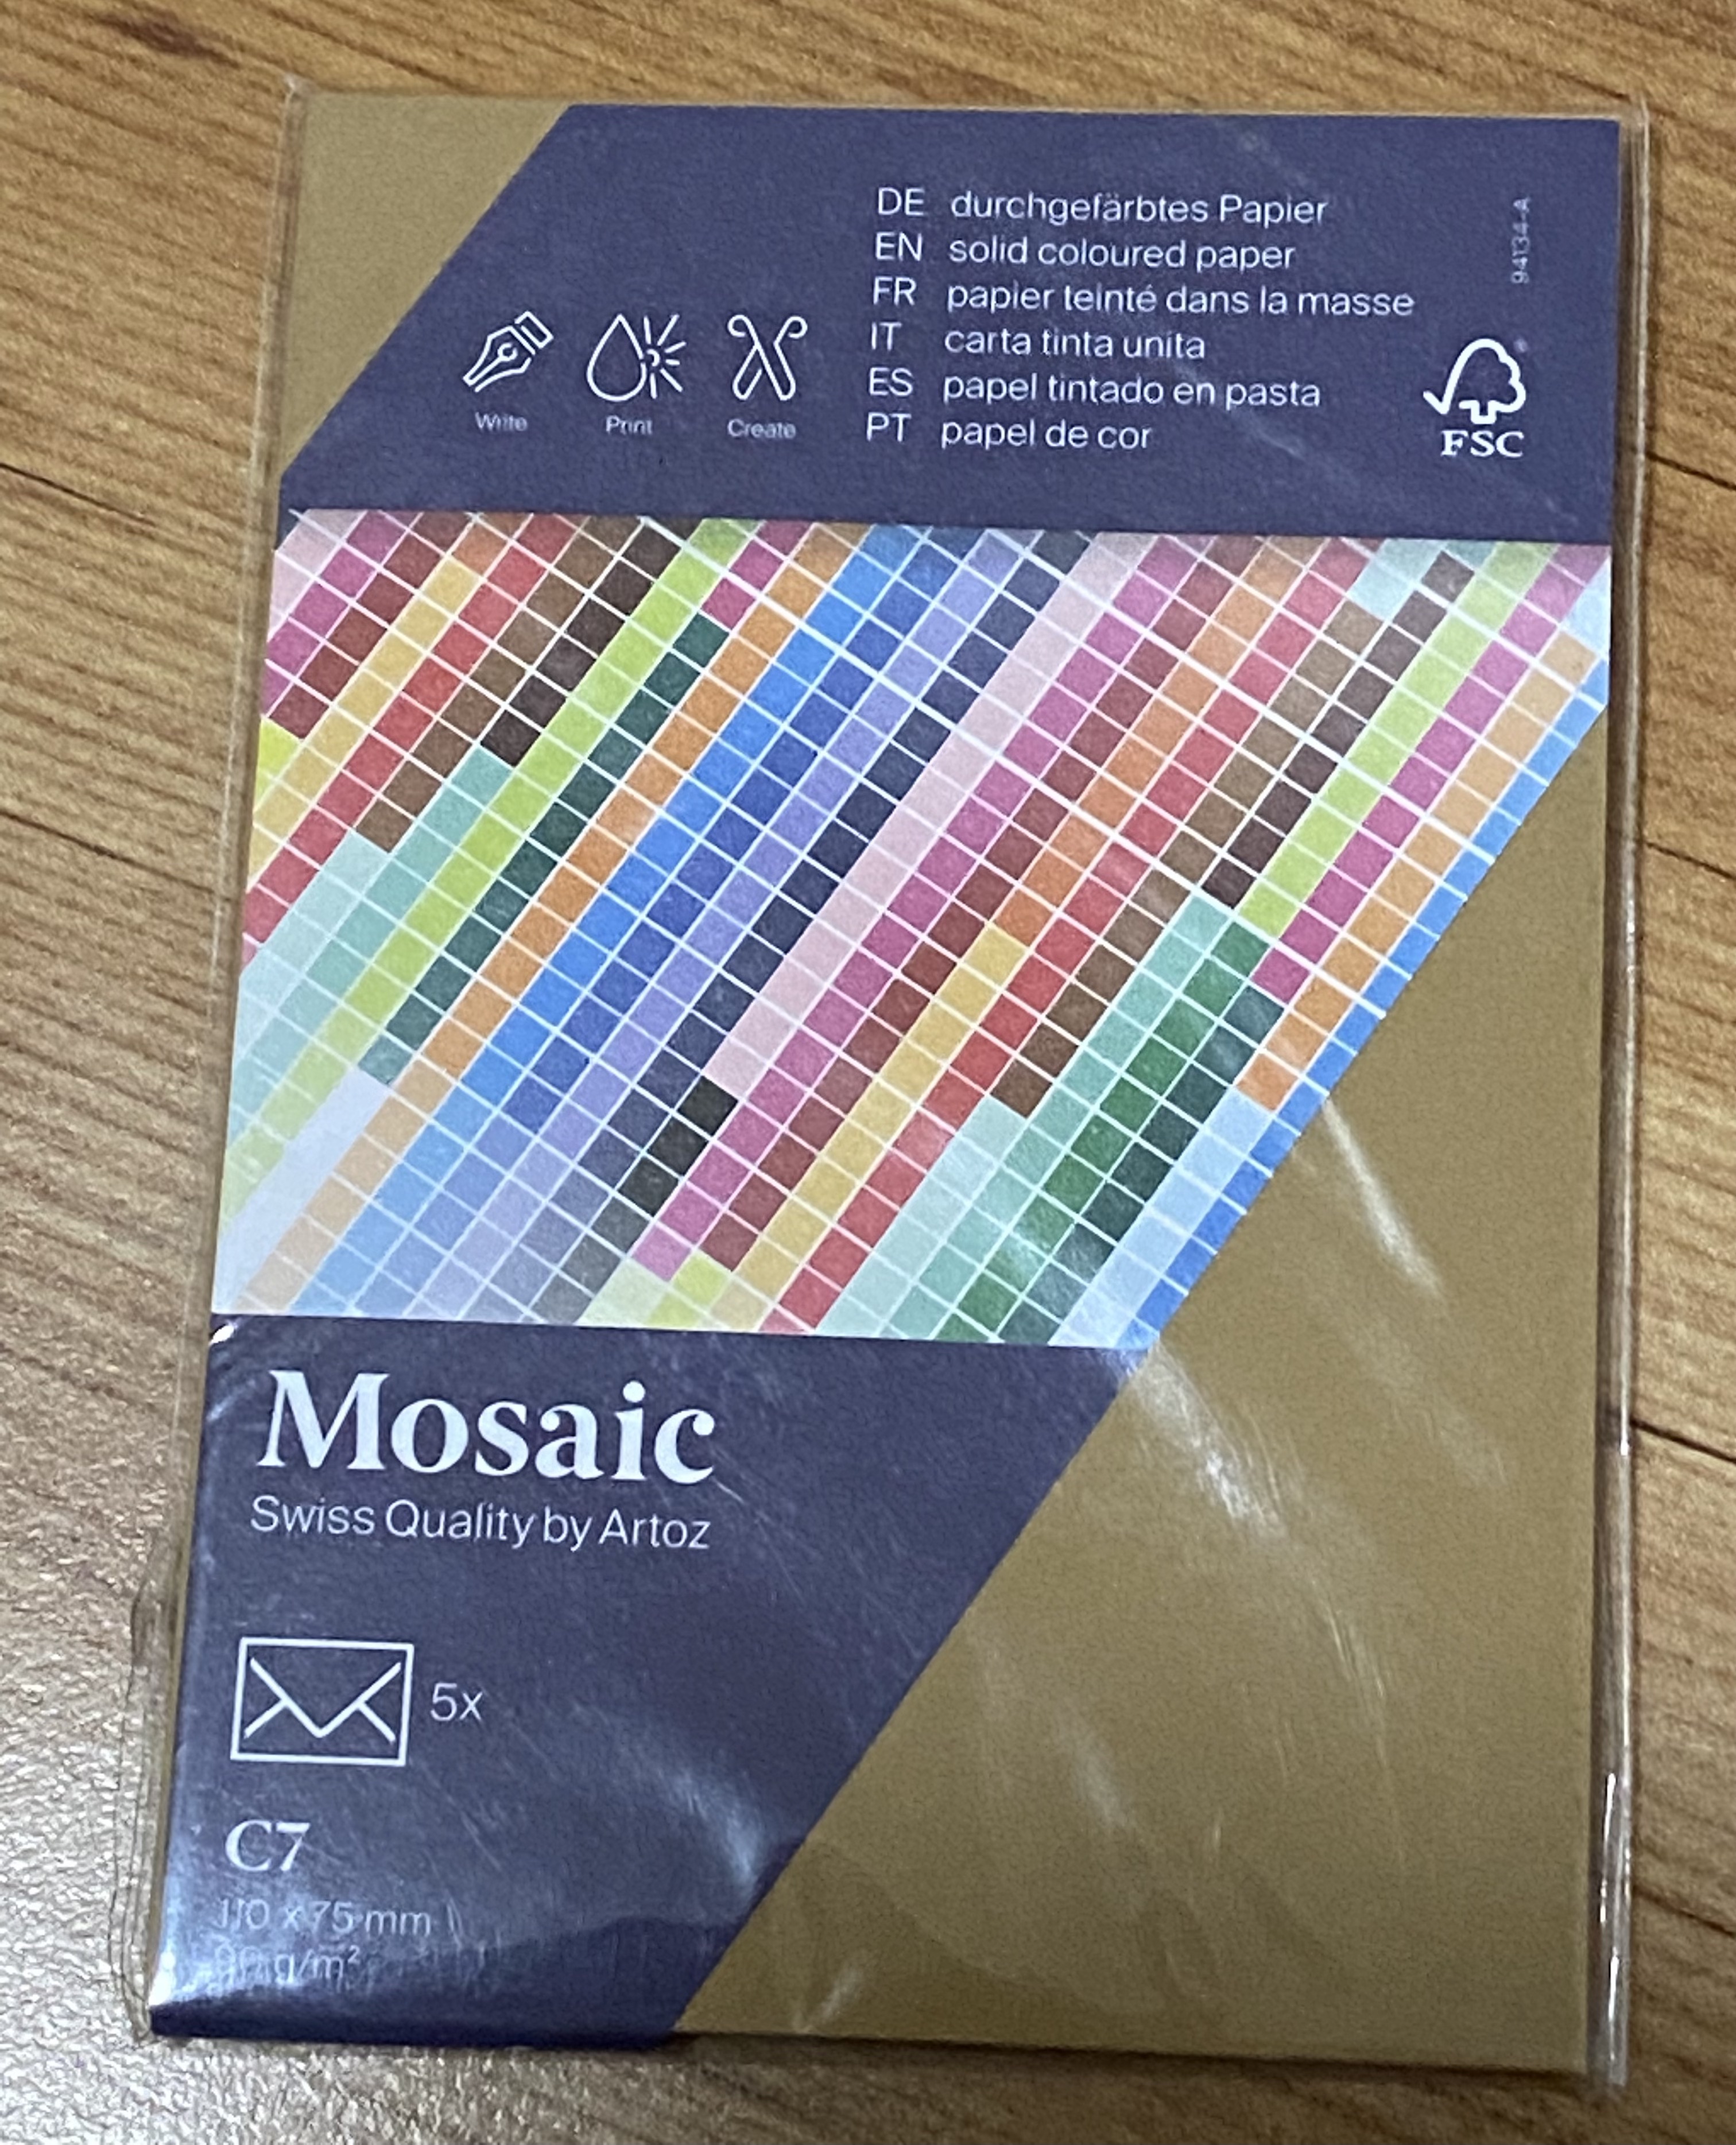 DE durchgefärbtes Papier
EN solid coloured paper
FR papier teinté dans la masse
IT carta tinta unita
ES papel tintado en pasta
PT papel de cor
94134-A
Write
Print
Create
FSC
Mosaic
Swiss Quality by Artoz
5x
C7
110 x 75 mm
90 g/m²